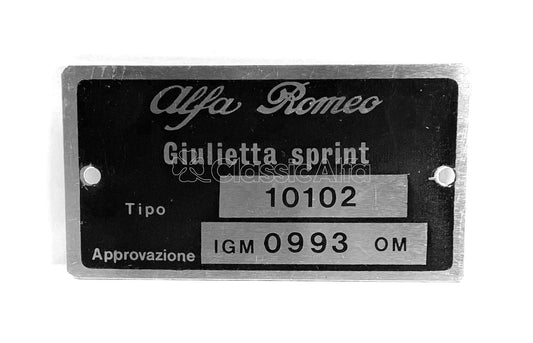 Alfa Romeo
Giulietta sprint
ClassicAlfa
Tipo 10102
Approvazione IGM 0993 OM